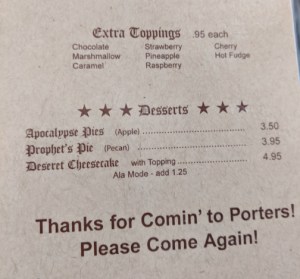 Extra Toppings .95 each
Chocolate Strawberry Cherry
Marshmallow Pineapple Hot Fudge
Caramel Raspberry
★ ★ ★ Desserts ★ ★ ★
Apocalypse Pies (Apple) .......................................... 3.50
Prophet's Pie (Pecan) .......................................... 3.95
Deseret Cheesecake with Topping .......................... 4.95
Ala Mode - add 1.25
Thanks for Comin' to Porters!
Please Come Again!